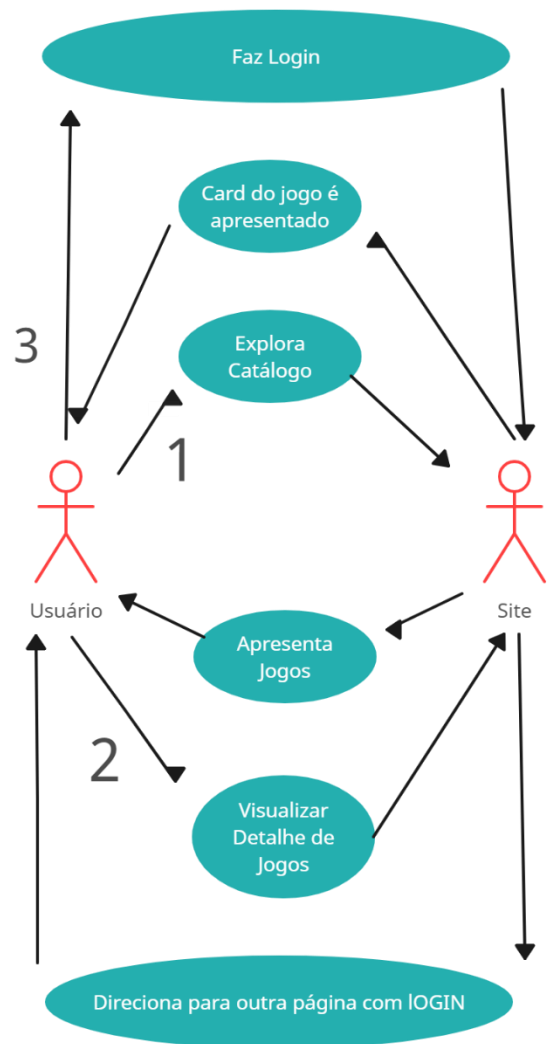 Faz Login
Card do jogo é
apresentado
3
Explora
Catálogo
1
Usuário
Site
Apresenta
Jogos
2
Visualizar
Detalhe de
Jogos
Direciona para outra página com lOGIN